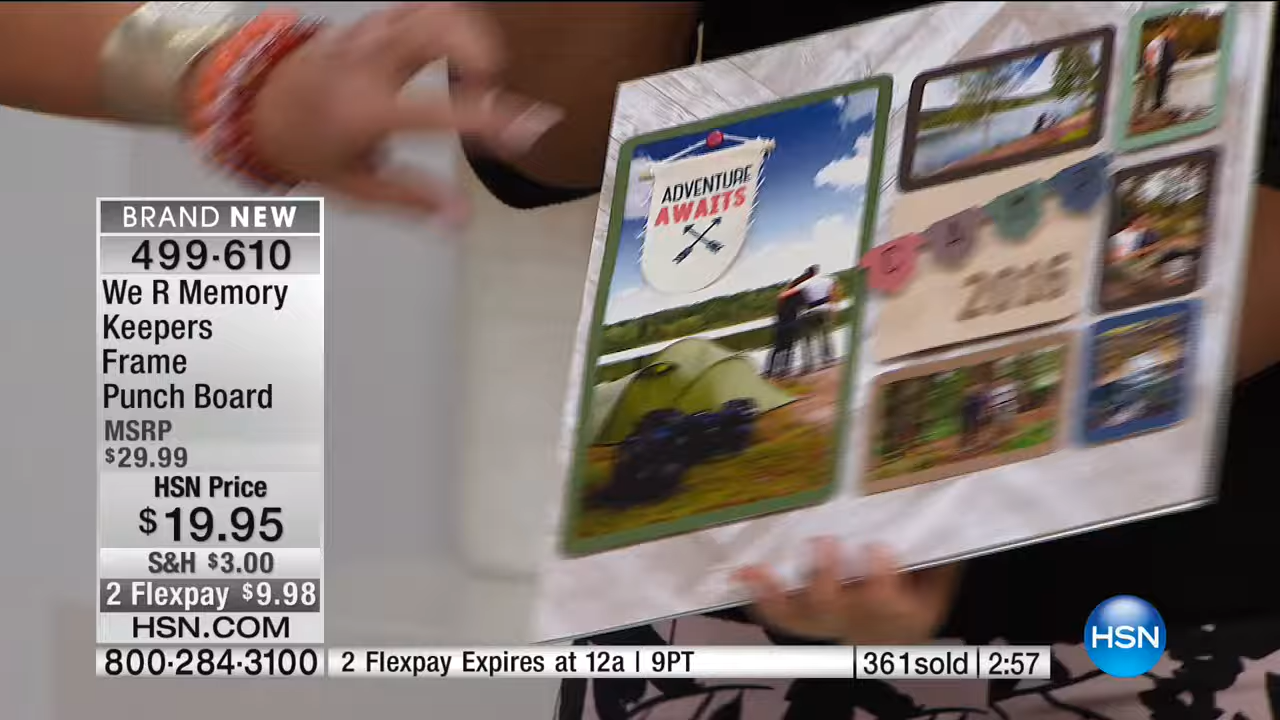 BRAND NEW
499-610
We R Memory
Keepers
Frame
Punch Board
MSRP
$29.99
HSN Price
$19.95
S&H $3.00
2 Flexpay $9.98
HSN.COM
800-284-3100
2 Flexpay Expires at 12a | 9PT
361sold
2:57
HSN
ADVENTURE
AWAITS
CAMP
2016